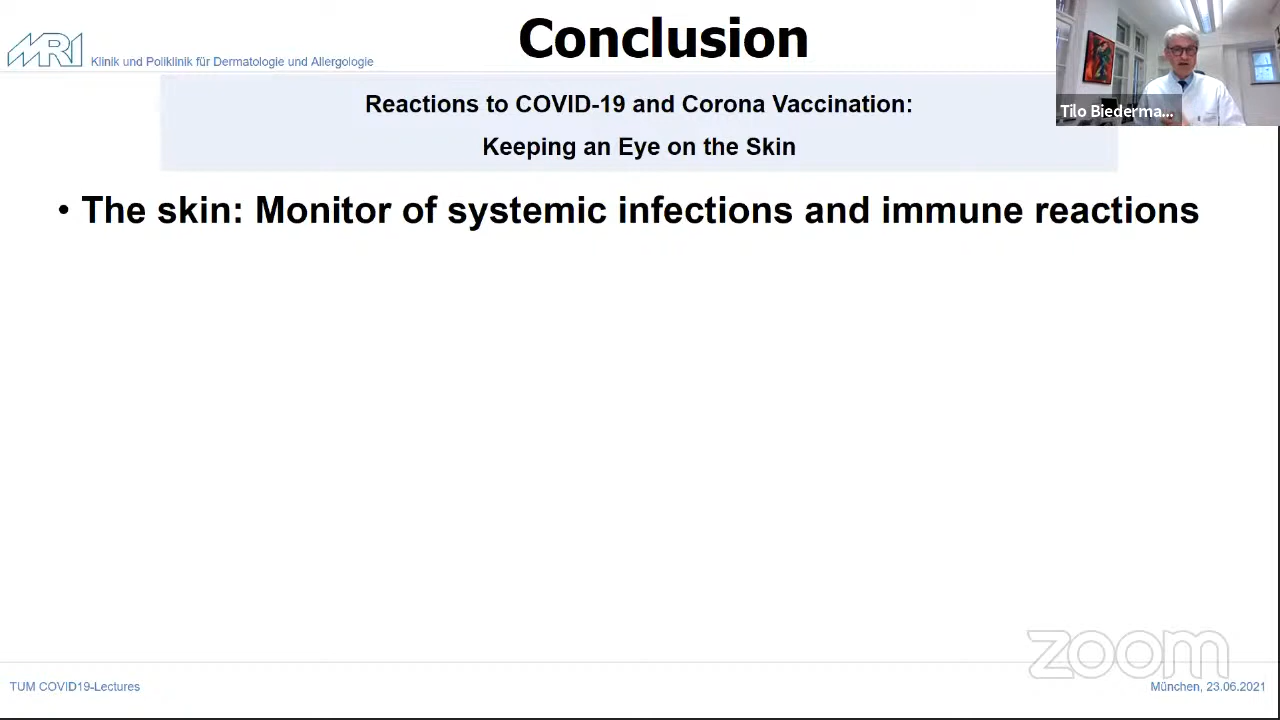 Conclusion
MRI Klinik und Poliklinik für Dermatologie und Allergologie
Tilo Biederma...
Reactions to COVID-19 and Corona Vaccination:
Keeping an Eye on the Skin
• The skin: Monitor of systemic infections and immune reactions
zoom
TUM COVID19-Lectures
München, 23.06.2021